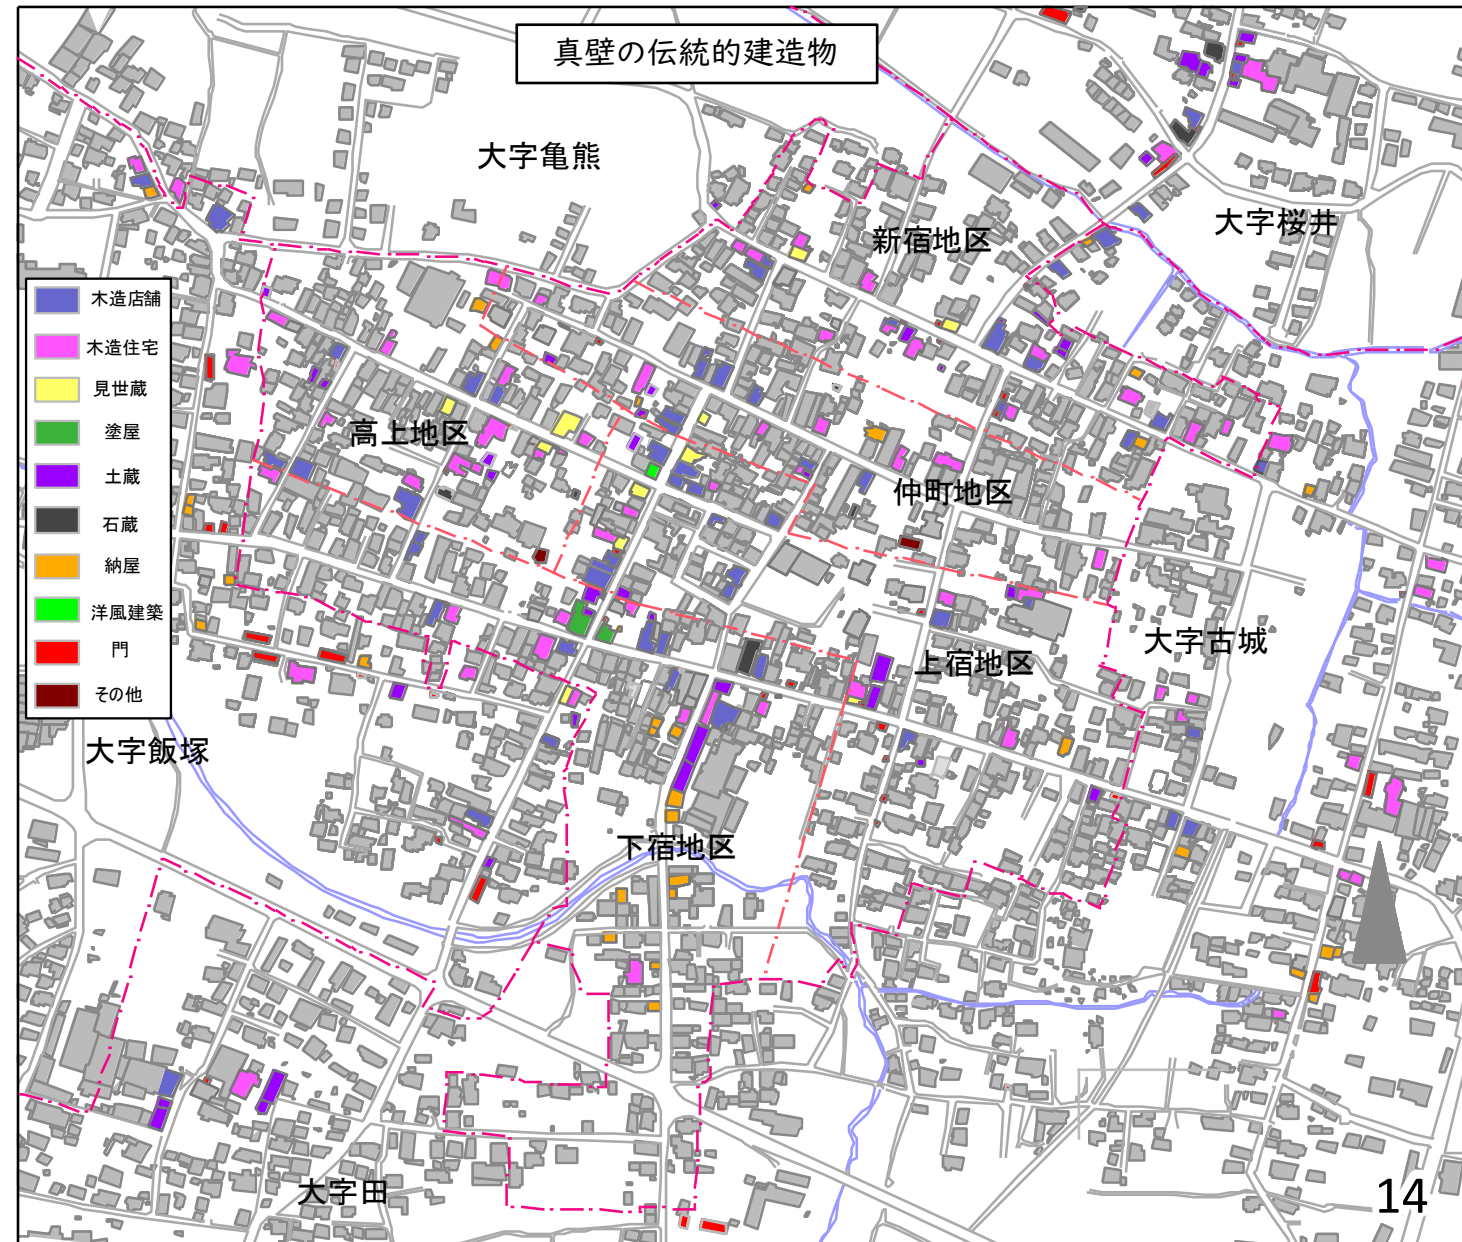 真壁の伝統的建造物
大字亀熊
新宿地区
大字桜井
木造店舗
木造住宅
見世蔵
塗屋
土蔵
石蔵
納屋
洋風建築
門
その他
高上地区
仲町地区
上宿地区
大字古城
大字飯塚
下宿地区
大字田
14